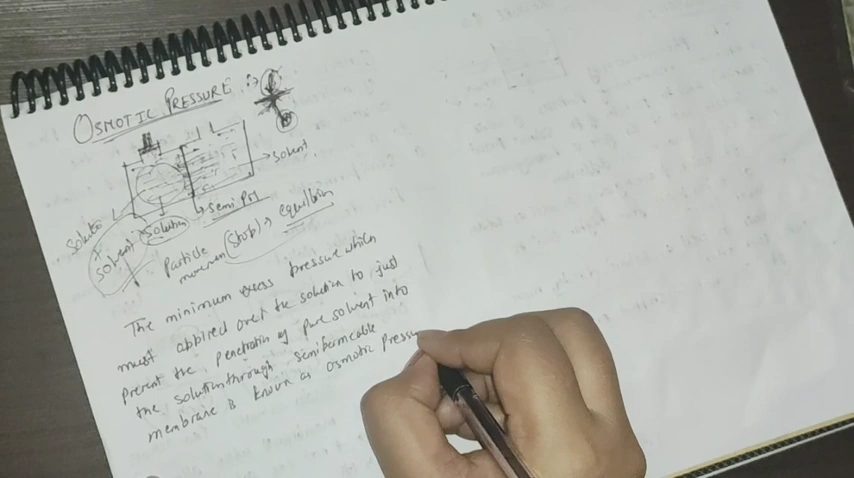 OSMOTIC PRESSURE :-
solvent
Semi PM
solution
solute
+
solvent
Particle (Stop) → equilibrium
The minimum excess pressure which
must applied over the solution to just
prevent the penetration of pure solvent into
the solution through semipermeable
membrane is known as osmotic Pressu